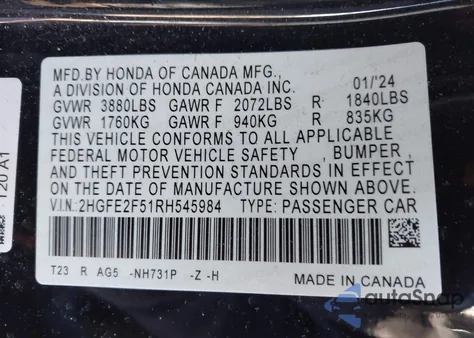 MFD.BY HONDA OF CANADA MFG.,
A DIVISION OF HONDA CANADA INC. 01/'24
GVWR 3880LBS GAWR F 2072LBS R 1840LBS
GVWR 1760KG GAWR F 940KG R 835KG
THIS VEHICLE CONFORMS TO ALL APPLICABLE
FEDERAL MOTOR VEHICLE SAFETY , BUMPER,
AND THEFT PREVENTION STANDARDS IN EFFECT
ON THE DATE OF MANUFACTURE SHOWN ABOVE.
V.I.N: 2HGFE2F51RH545984 TYPE: PASSENGER CAR
T23 R AG5 -NH731P -Z -H
MADE IN CANADA
T20 A1
autoSnap